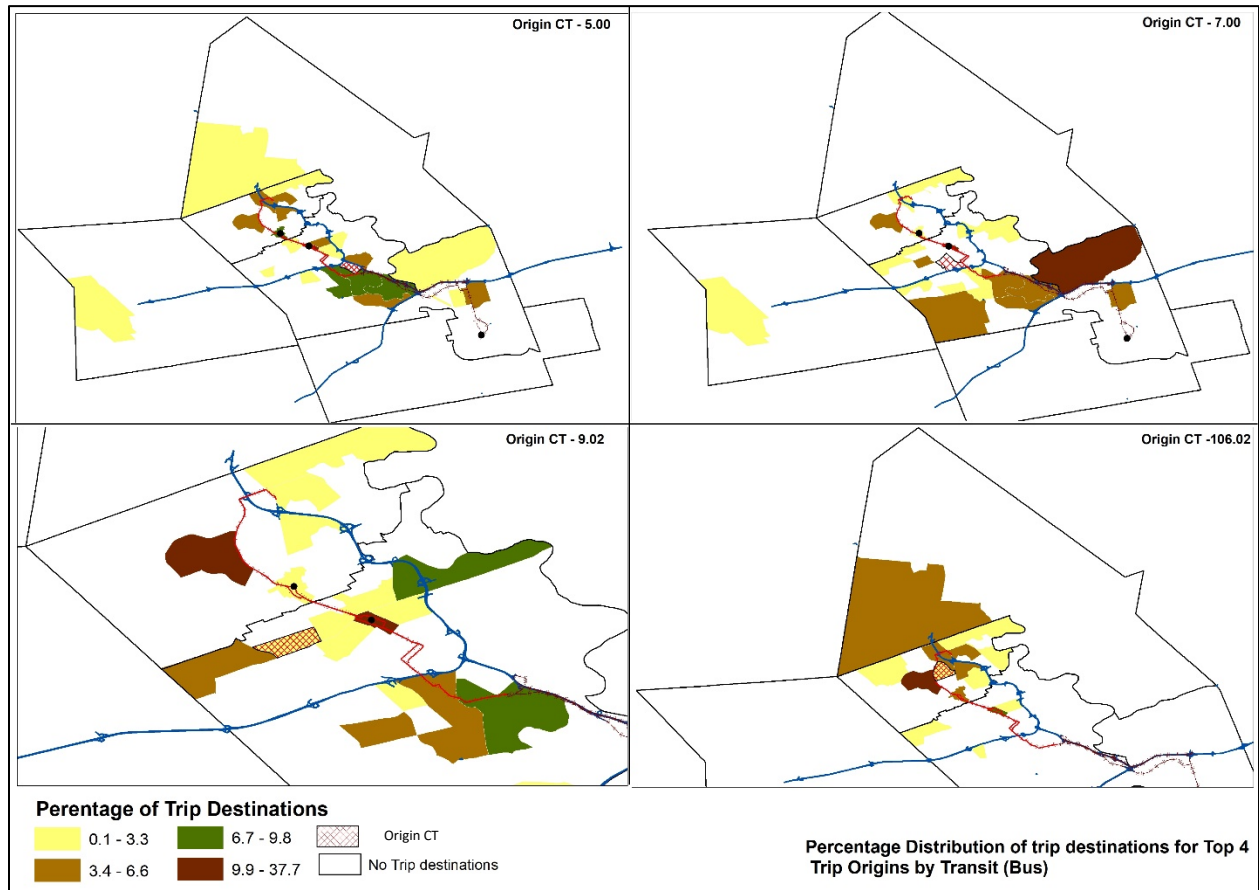 Origin CT - 5.00
Origin CT - 7.00
Origin CT - 9.02
Origin CT -106.02
Perentage of Trip Destinations
0.1 - 3.3
6.7 - 9.8
Origin CT
3.4 - 6.6
9.9 - 37.7
No Trip destinations
Percentage Distribution of trip destinations for Top 4
Trip Origins by Transit (Bus)